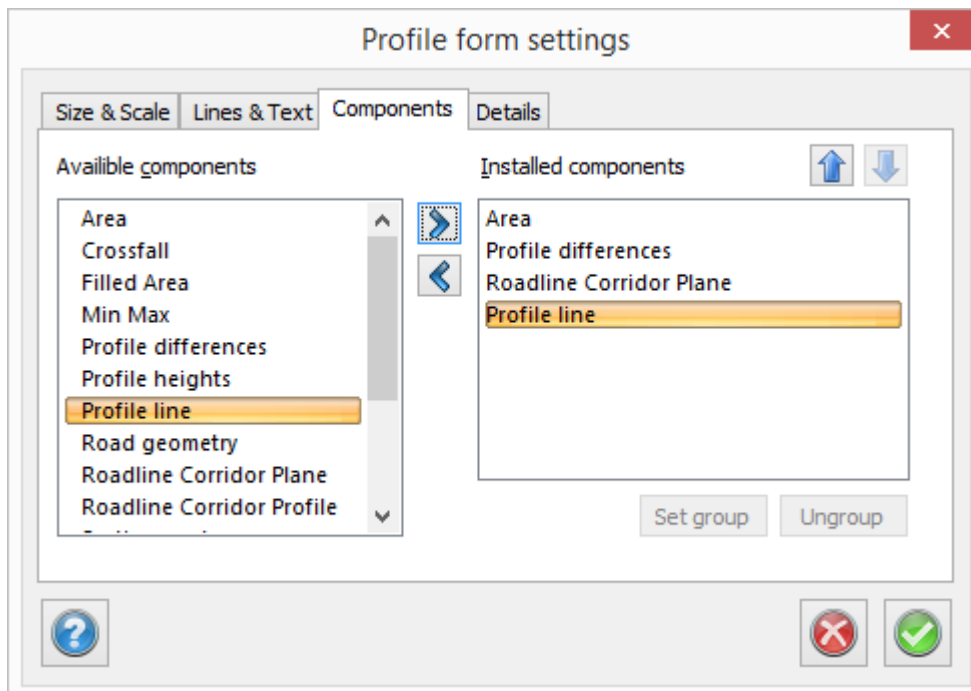 Profile form settings
Size & Scale
Lines & Text
Components
Details
Availible components
Installed components
Area
Crossfall
Filled Area
Min Max
Profile differences
Profile heights
Profile line
Road geometry
Roadline Corridor Plane
Roadline Corridor Profile
Area
Profile differences
Roadline Corridor Plane
Profile line
Set group
Ungroup